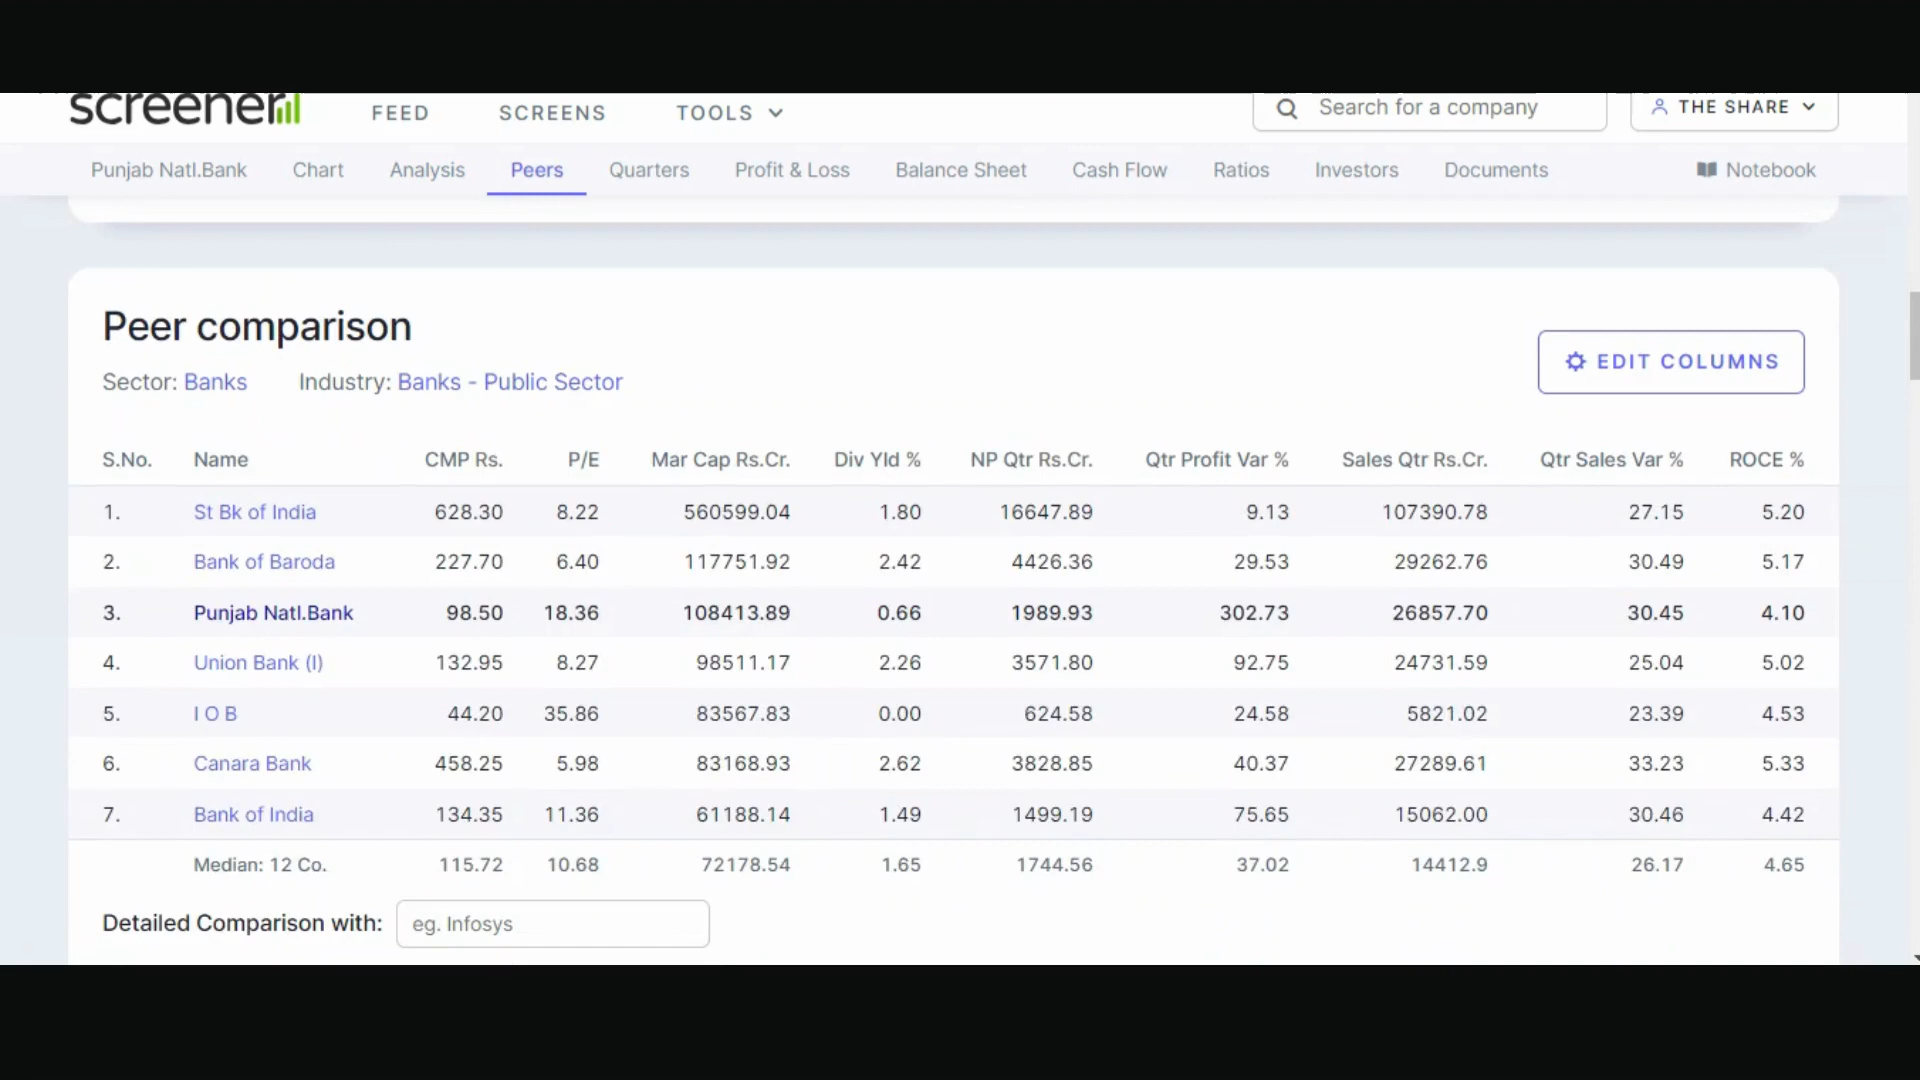 screener FEED SCREENS TOOLS Search for a company THE SHARE
Punjab Natl.Bank Chart Analysis Peers Quarters Profit & Loss Balance Sheet Cash Flow Ratios Investors Documents Notebook
Peer comparison
Sector: Banks Industry: Banks - Public Sector
EDIT COLUMNS
S.No. Name CMP Rs. P/E Mar Cap Rs.Cr. Div Yld % NP Qtr Rs.Cr. Qtr Profit Var % Sales Qtr Rs.Cr. Qtr Sales Var % ROCE %
1. St Bk of India 628.30 8.22 560599.04 1.80 16647.89 9.13 107390.78 27.15 5.20
2. Bank of Baroda 227.70 6.40 117751.92 2.42 4426.36 29.53 29262.76 30.49 5.17
3. Punjab Natl.Bank 98.50 18.36 108413.89 0.66 1989.93 302.73 26857.70 30.45 4.10
4. Union Bank (I) 132.95 8.27 98511.17 2.26 3571.80 92.75 24731.59 25.04 5.02
5. I O B 44.20 35.86 83567.83 0.00 624.58 24.58 5821.02 23.39 4.53
6. Canara Bank 458.25 5.98 83168.93 2.62 3828.85 40.37 27289.61 33.23 5.33
7. Bank of India 134.35 11.36 61188.14 1.49 1499.19 75.65 15062.00 30.46 4.42
Median: 12 Co. 115.72 10.68 72178.54 1.65 1744.56 37.02 14412.9 26.17 4.65
Detailed Comparison with: eg. Infosys